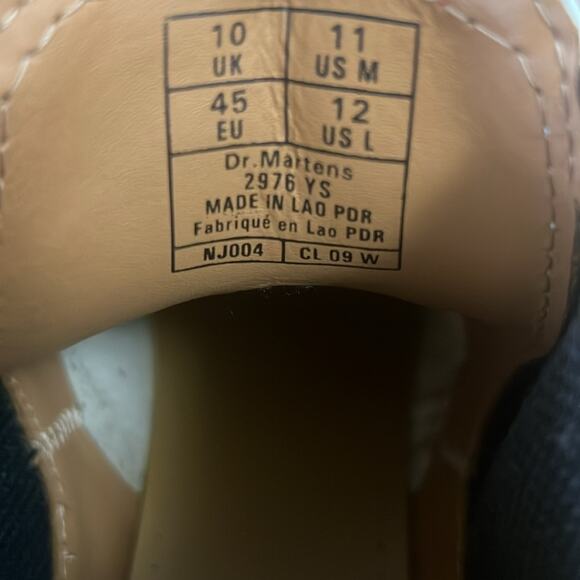 10 11
UK US M
45 12
EU US L
Dr.Martens
2976 YS
MADE IN LAO PDR
Fabriqué en Lao PDR
NJ004 CL 09 W